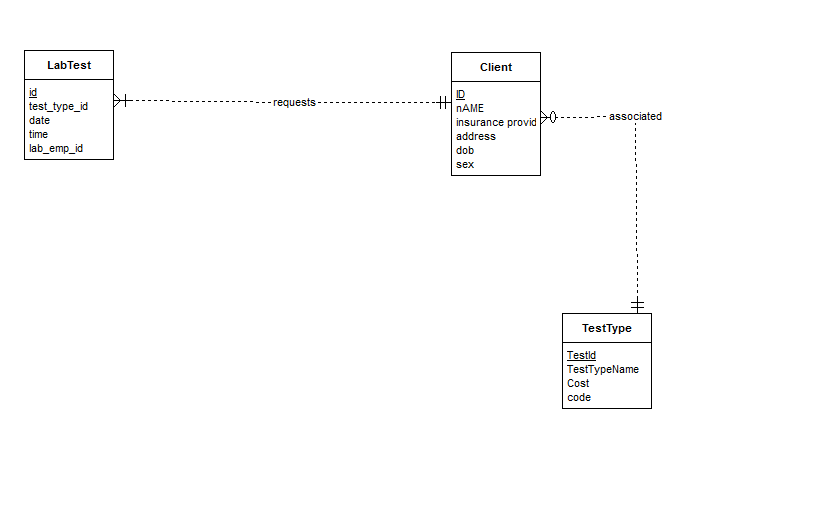 LabTest
id
test_type_id
date
time
lab_emp_id
requests
Client
ID
nAME
insurance provid
address
dob
sex
associated
TestType
TestId
TestTypeName
Cost
code